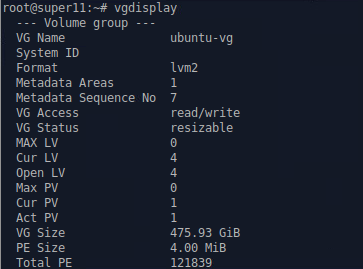 root@super11:~# vgdisplay
--- Volume group ---
VG Name ubuntu-vg
System ID
Format lvm2
Metadata Areas 1
Metadata Sequence No 7
VG Access read/write
VG Status resizable
MAX LV 0
Cur LV 4
Open LV 4
Max PV 0
Cur PV 1
Act PV 1
VG Size 475.93 GiB
PE Size 4.00 MiB
Total PE 121839